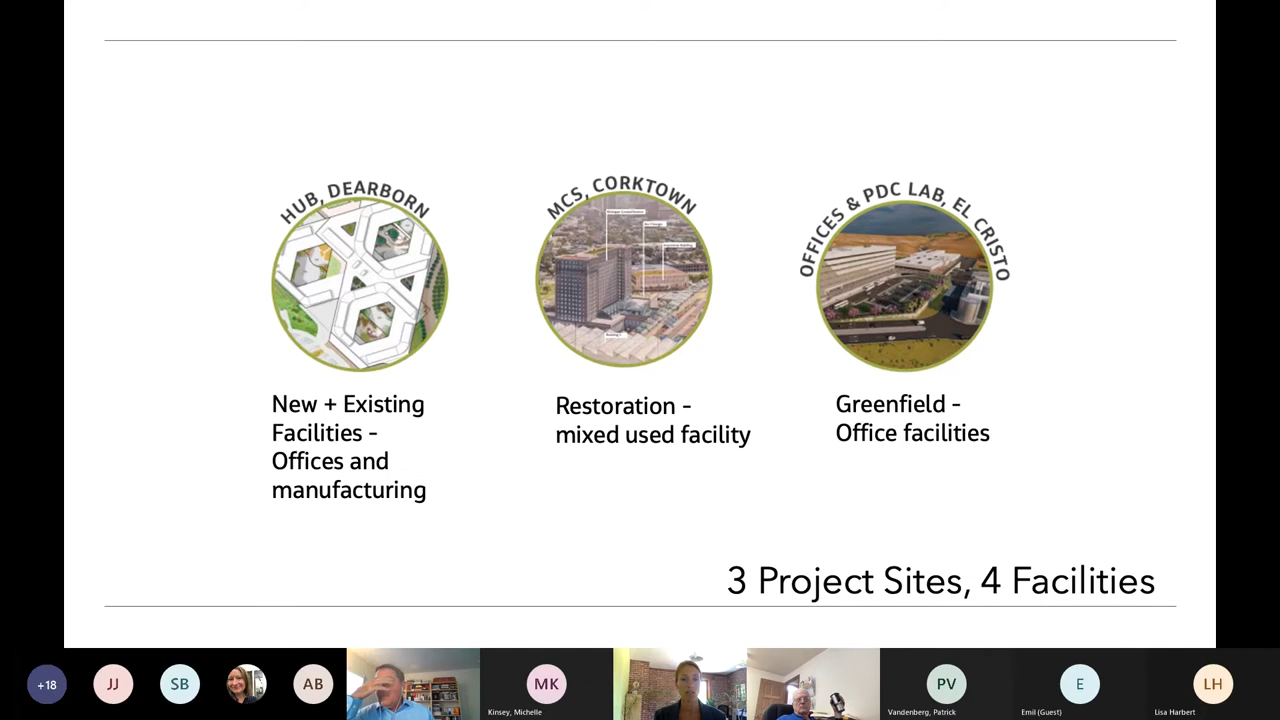 HUB, DEARBORN
MCS, CORKTOWN
OFFICES & PDC LAB, EL CRISTO
New + Existing
Facilities -
Offices and
manufacturing
Restoration -
mixed used facility
Greenfield -
Office facilities
3 Project Sites, 4 Facilities
+18
JJ
SB
AB
MK
Kinsey, Michelle
PV
Vandenberg, Patrick
E
Emil (Guest)
LH
Lisa Harbert